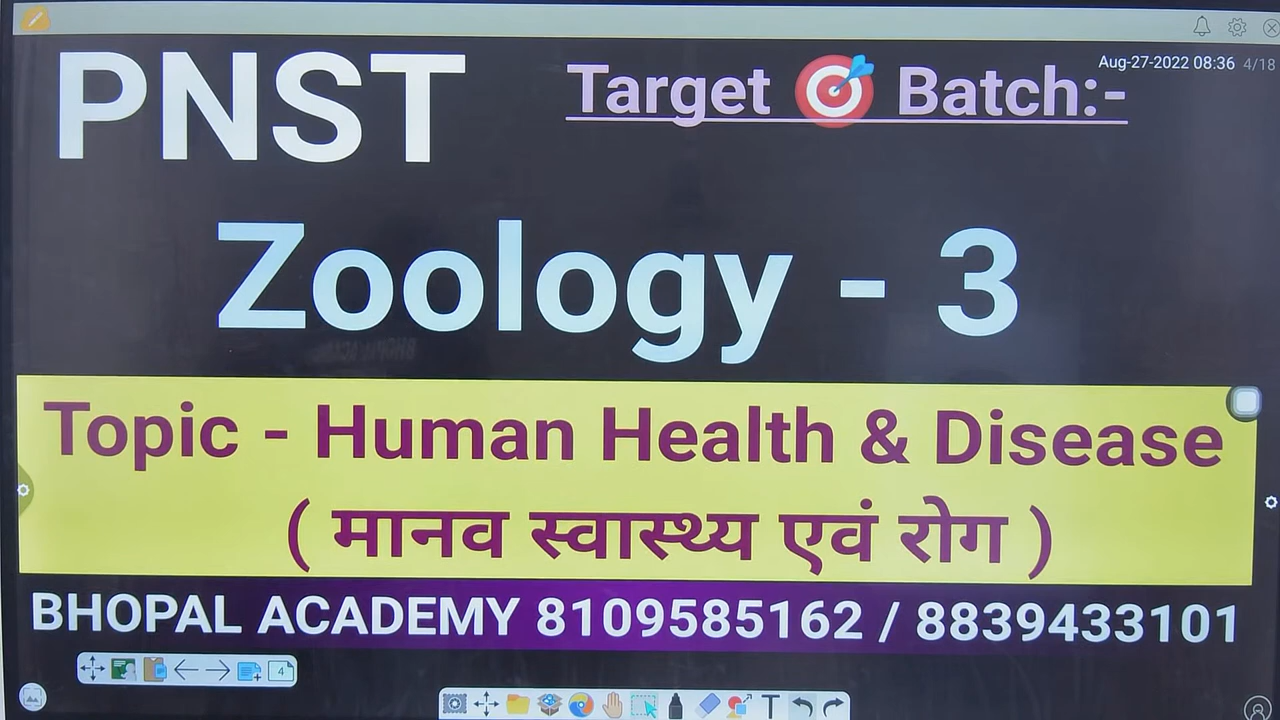 PNST
Target 🎯 Batch:-
Aug-27-2022 08:36 4/18
Zoology - 3
Topic - Human Health & Disease
( मानव स्वास्थ्य एवं रोग )
BHOPAL ACADEMY 8109585162 / 8839433101
4
T